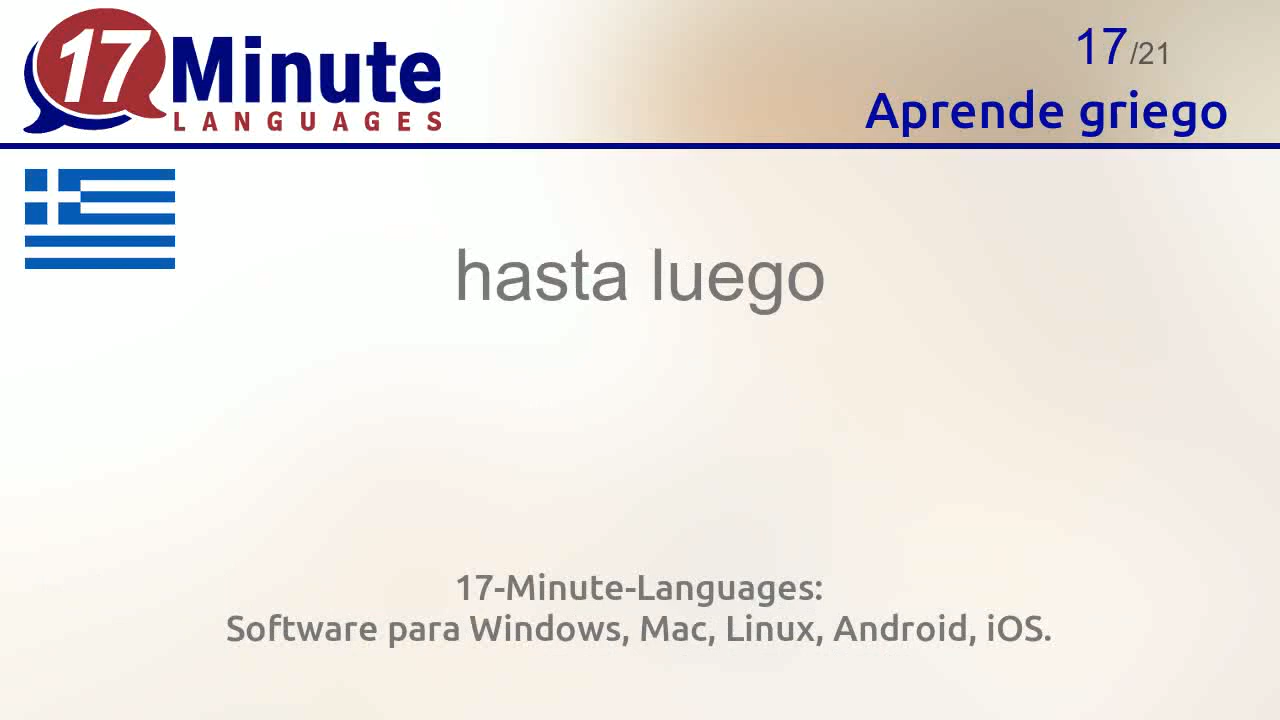 17 Minute
LANGUAGES
17/21
Aprende griego
hasta luego
17-Minute-Languages:
Software para Windows, Mac, Linux, Android, iOS.